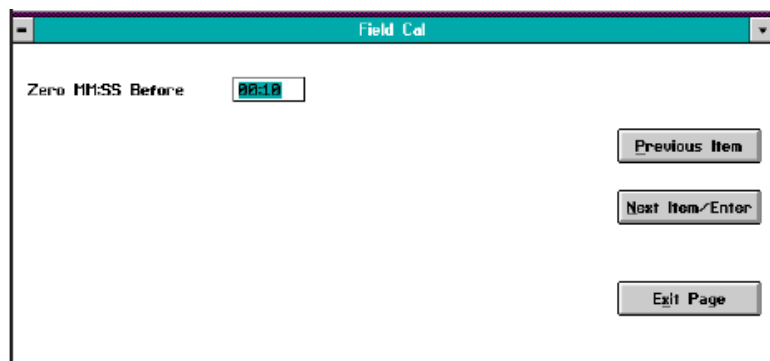 Field Cal
Zero MM:SS Before 00:10
Previous Item
Next Item/Enter
Exit Page